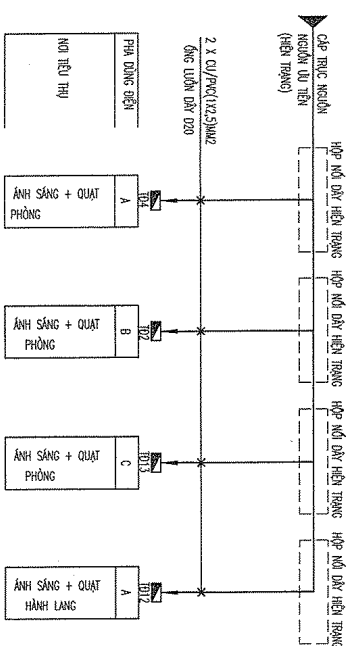 CÁP TRỤC NGUỒN
NGUỒN ƯU TIÊN
(HIỆN TRẠNG)
HỘP NỐI DÂY HIỆN TRẠNG
HỘP NỐI DÂY HIỆN TRẠNG
HỘP NỐI DÂY HIỆN TRẠNG
HỘP NỐI DÂY HIỆN TRẠNG
2 X CU/PVC(1X2,5)MM2
ỐNG LUỒN DÂY D20
TĐ4
TĐ2
TĐ13
TĐ12
PHA DÙNG ĐIỆN
A
B
C
A
NƠI TIÊU THỤ
ÁNH SÁNG + QUẠT
PHÒNG
ÁNH SÁNG + QUẠT
PHÒNG
ÁNH SÁNG + QUẠT
PHÒNG
ÁNH SÁNG + QUẠT
HÀNH LANG